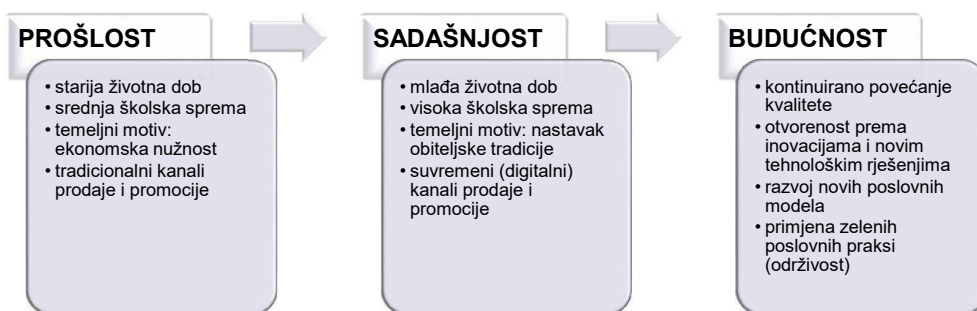 PROŠLOST
• starija životna dob
• srednja školska sprema
• temeljni motiv:
ekonomska nužnost
• tradicionalni kanali
prodaje i promocije
SADAŠNJOST
• mlađa životna dob
• visoka školska sprema
• temeljni motiv: nastavak
obiteljske tradicije
• suvremeni (digitalni)
kanali prodaje i
promocije
BUDUĆNOST
• kontinuirano povećanje
kvalitete
• otvorenost prema
inovacijama i novim
tehnološkim rješenjima
• razvoj novih poslovnih
modela
• primjena zelenih
poslovnih praksi
(održivost)